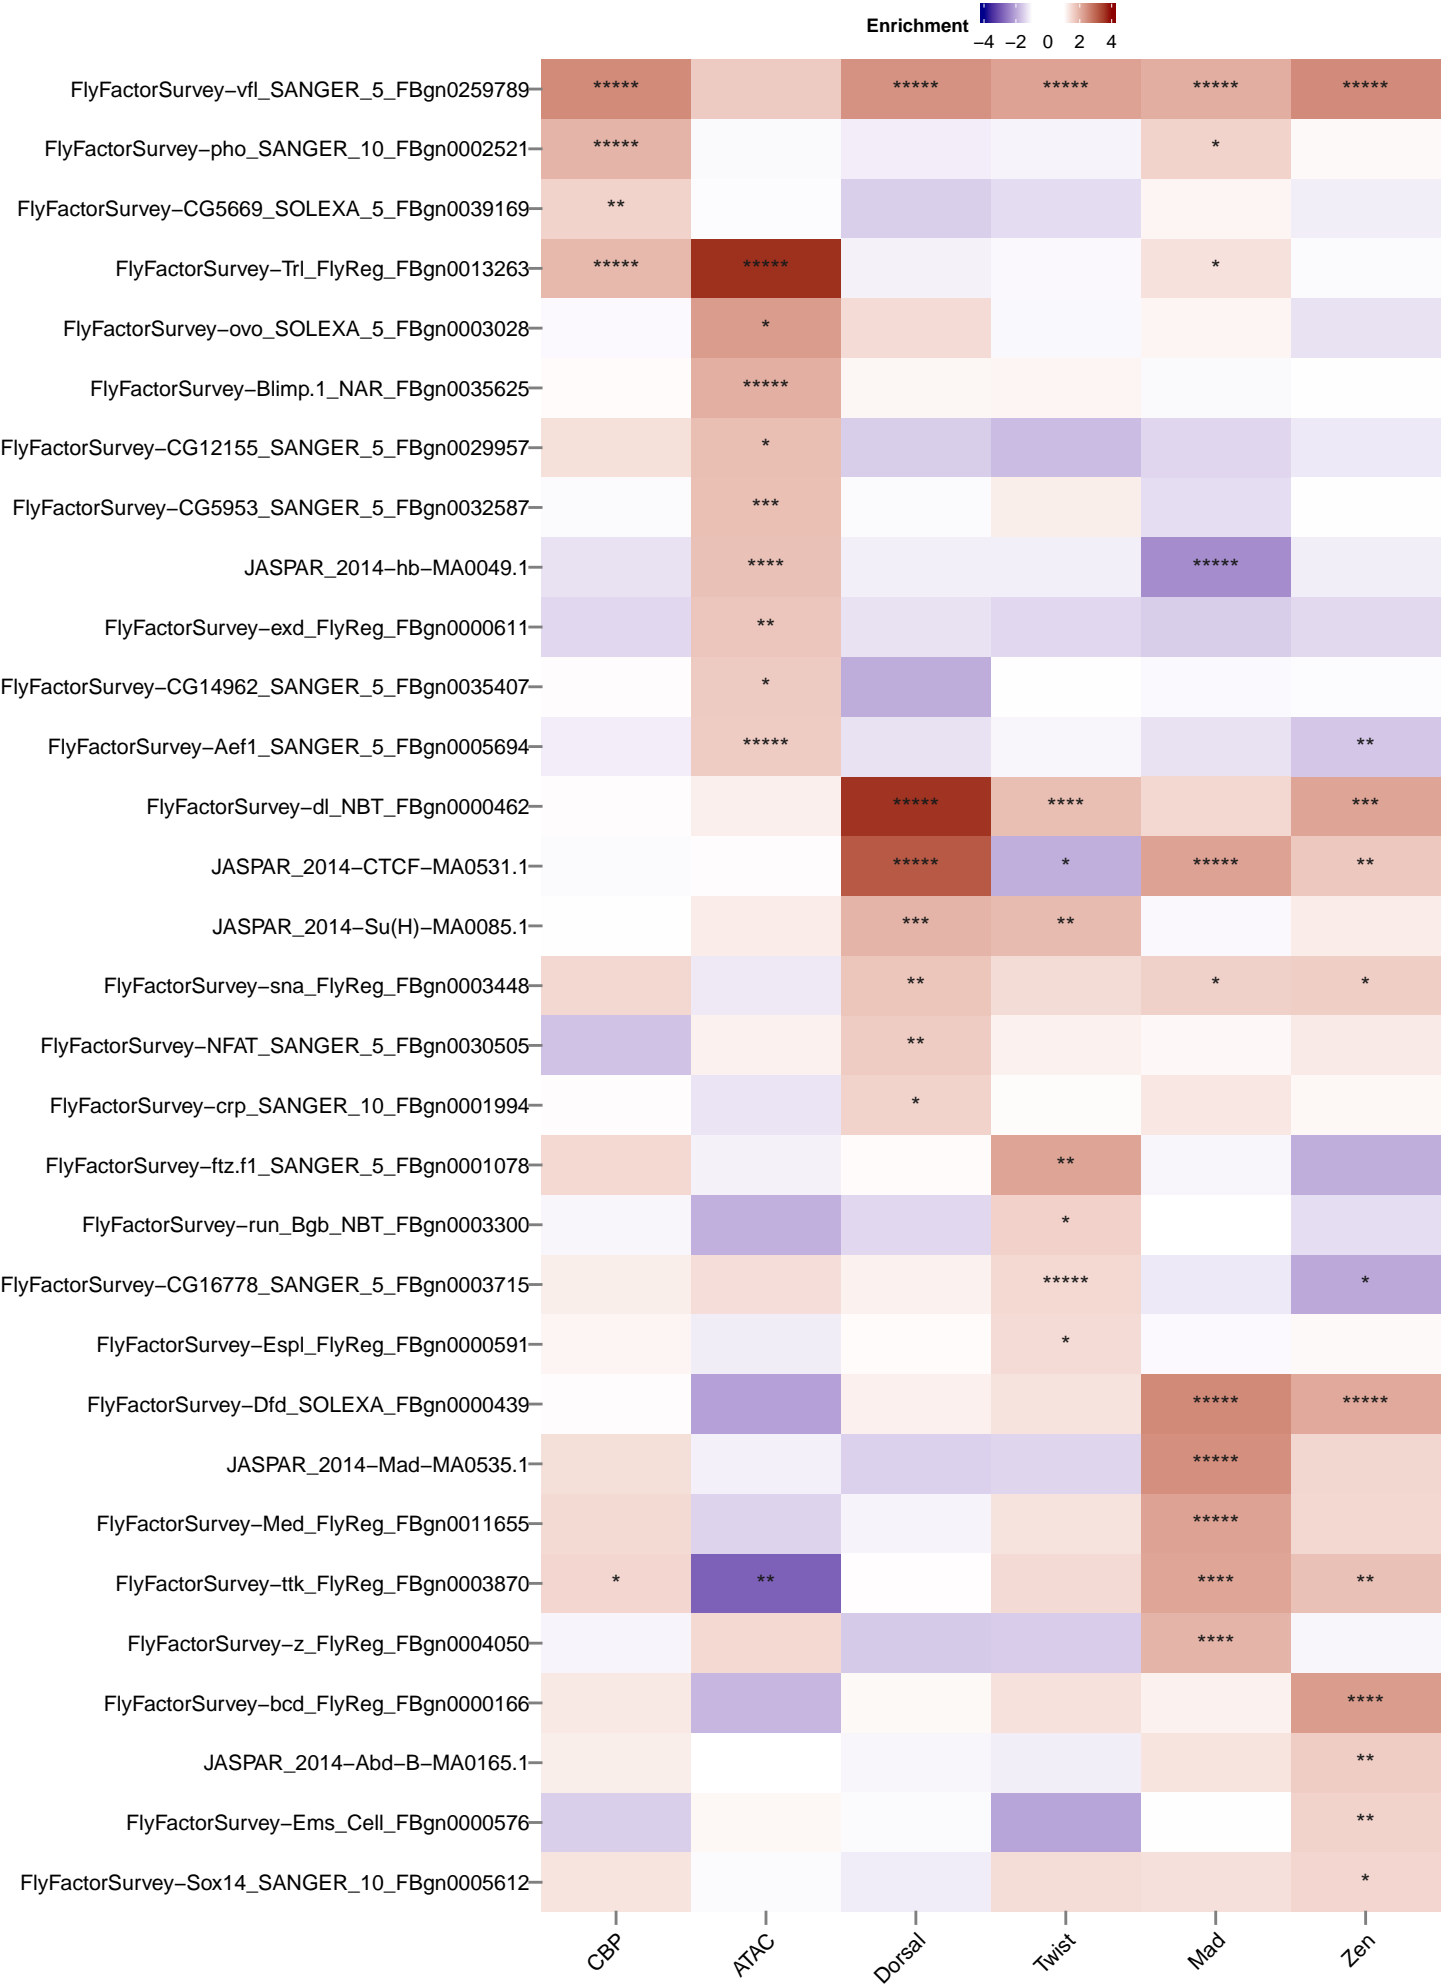 Enrichment
−4 −2 0 2 4
FlyFactorSurvey−vfl_SANGER_5_FBgn0259789 ***** ***** ***** ***** *****
FlyFactorSurvey−pho_SANGER_10_FBgn0002521 ***** *
FlyFactorSurvey−CG5669_SOLEXA_5_FBgn0039169 **
FlyFactorSurvey−Trl_FlyReg_FBgn0013263 ***** ***** *
FlyFactorSurvey−ovo_SOLEXA_5_FBgn0003028 *
FlyFactorSurvey−Blimp.1_NAR_FBgn0035625 *****
FlyFactorSurvey−CG12155_SANGER_5_FBgn0029957 *
FlyFactorSurvey−CG5953_SANGER_5_FBgn0032587 ***
JASPAR_2014−hb−MA0049.1 **** *****
FlyFactorSurvey−exd_FlyReg_FBgn0000611 **
FlyFactorSurvey−CG14962_SANGER_5_FBgn0035407 *
FlyFactorSurvey−Aef1_SANGER_5_FBgn0005694 ***** **
FlyFactorSurvey−dl_NBT_FBgn0000462 ***** **** ***
JASPAR_2014−CTCF−MA0531.1 ***** * ***** **
JASPAR_2014−Su(H)−MA0085.1 *** **
FlyFactorSurvey−sna_FlyReg_FBgn0003448 ** * *
FlyFactorSurvey−NFAT_SANGER_5_FBgn0030505 **
FlyFactorSurvey−crp_SANGER_10_FBgn0001994 *
FlyFactorSurvey−ftz.f1_SANGER_5_FBgn0001078 **
FlyFactorSurvey−run_Bgb_NBT_FBgn0003300 *
FlyFactorSurvey−CG16778_SANGER_5_FBgn0003715 ***** *
FlyFactorSurvey−Espl_FlyReg_FBgn0000591 *
FlyFactorSurvey−Dfd_SOLEXA_FBgn0000439 ***** *****
JASPAR_2014−Mad−MA0535.1 *****
FlyFactorSurvey−Med_FlyReg_FBgn0011655 *****
FlyFactorSurvey−ttk_FlyReg_FBgn0003870 * ** **** **
FlyFactorSurvey−z_FlyReg_FBgn0004050 ****
FlyFactorSurvey−bcd_FlyReg_FBgn0000166 ****
JASPAR_2014−Abd−B−MA0165.1 **
FlyFactorSurvey−Ems_Cell_FBgn0000576 **
FlyFactorSurvey−Sox14_SANGER_10_FBgn0005612 *
CBP ATAC Dorsal Twist Mad Zen